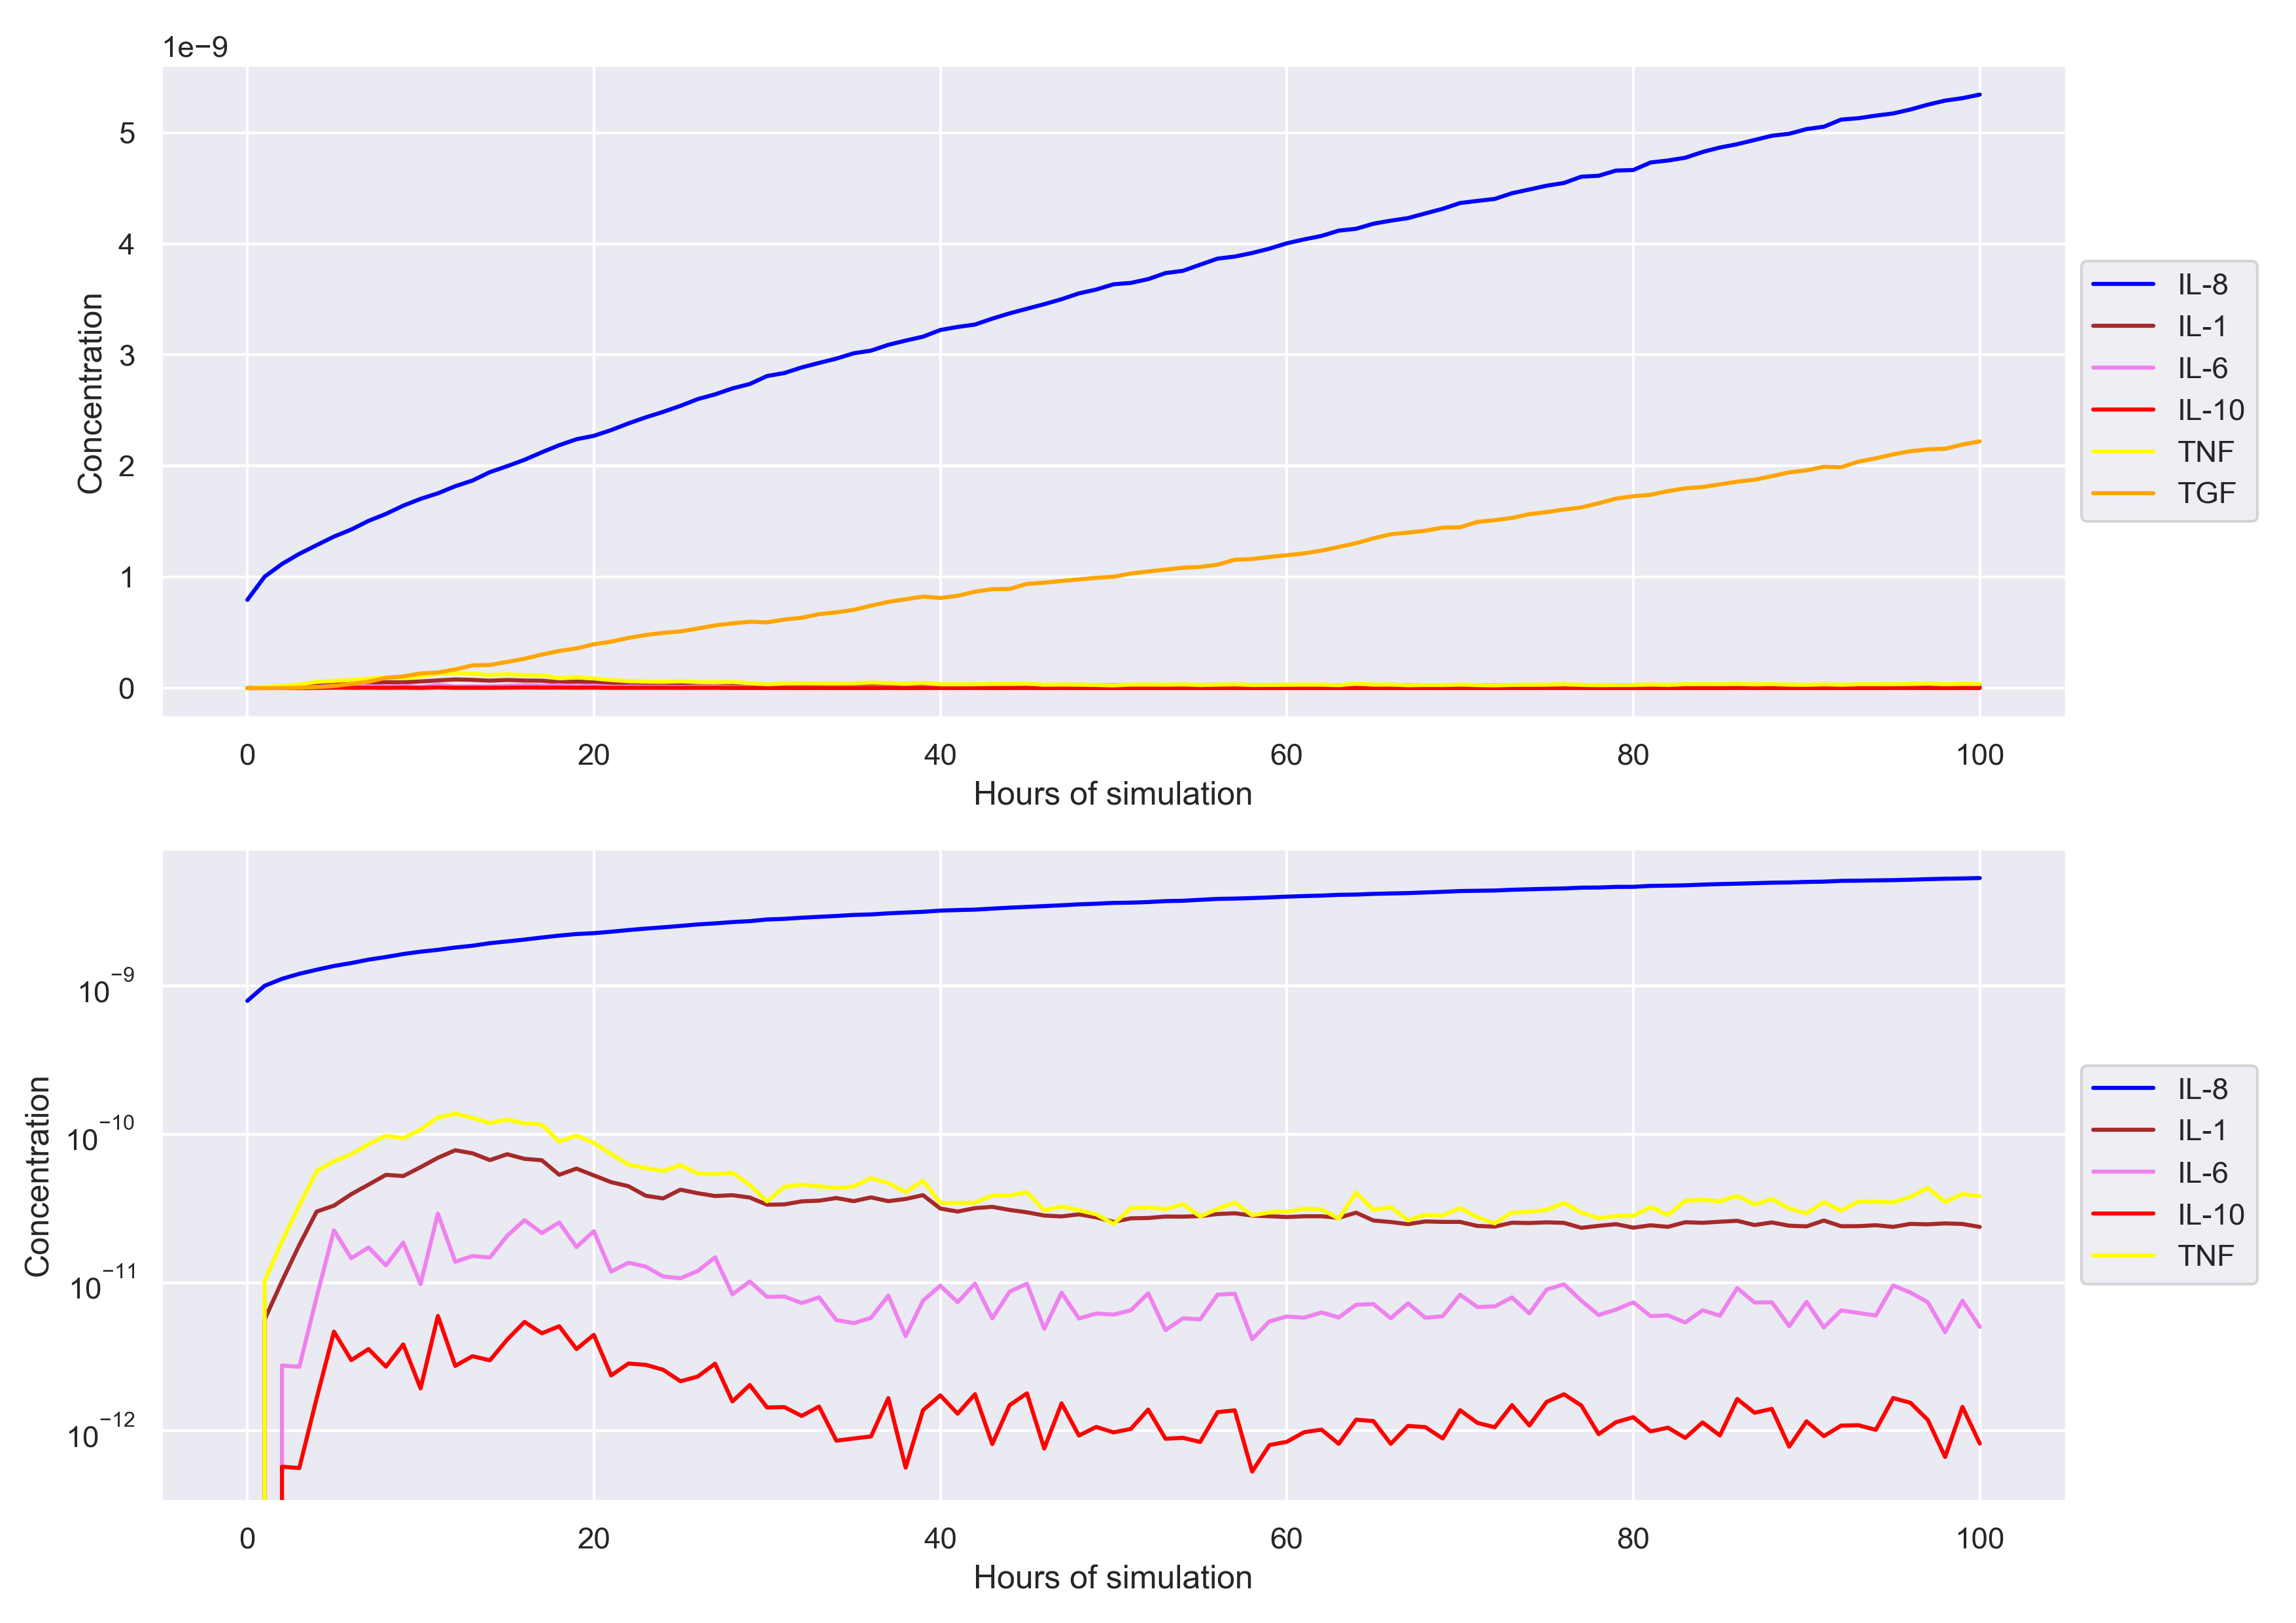 1e−9
5
4
3
2
1
0
Concentration
0 20 40 60 80 100
Hours of simulation
IL-8
IL-1
IL-6
IL-10
TNF
TGF
10⁻⁹
10⁻¹⁰
10⁻¹¹
10⁻¹²
Concentration
0 20 40 60 80 100
Hours of simulation
IL-8
IL-1
IL-6
IL-10
TNF